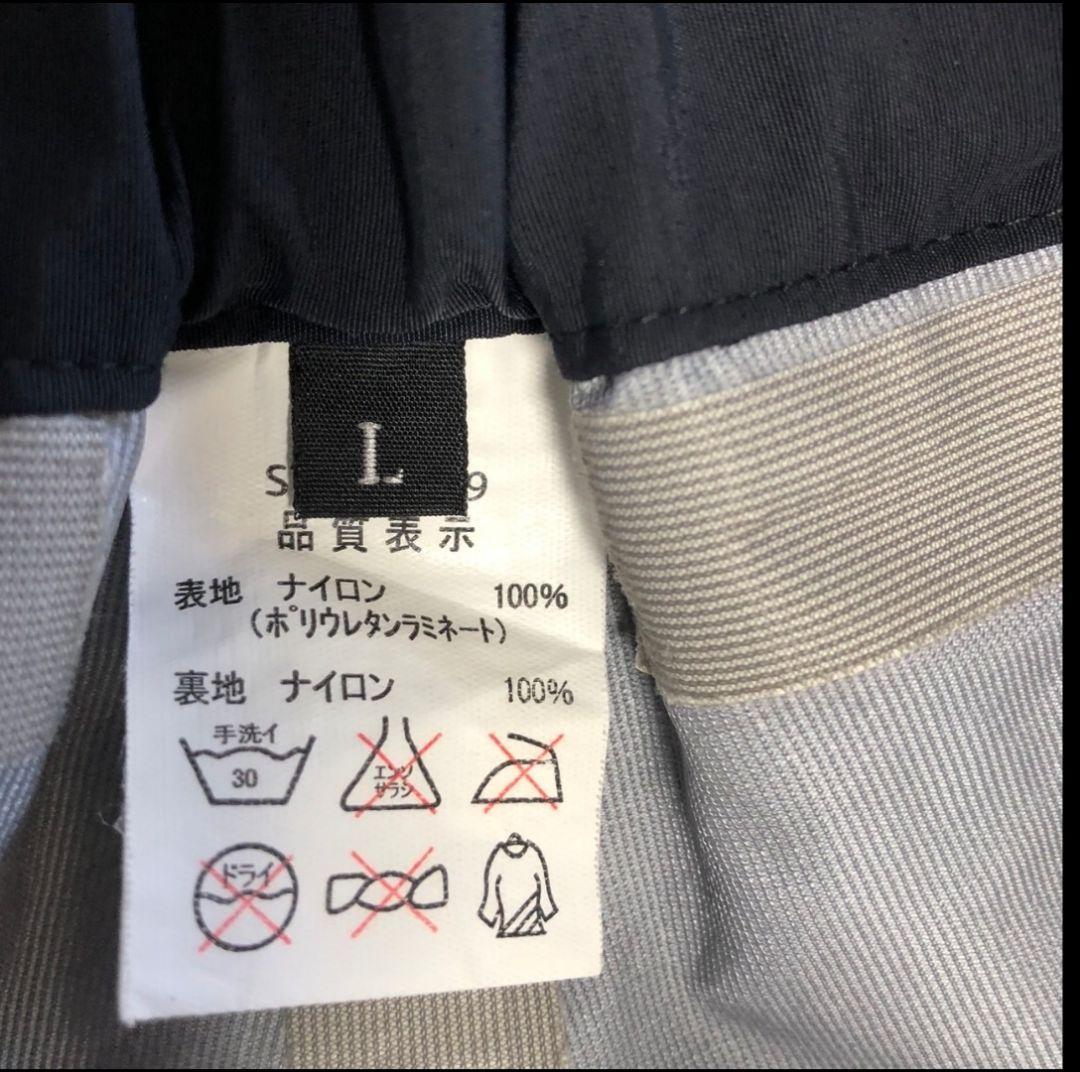 L
S 9
品質表示
表地 ナイロン 100%
(ポリウレタンラミネート)
裏地 ナイロン 100%
手洗イ
30
エンソ
サラシ
ドライ